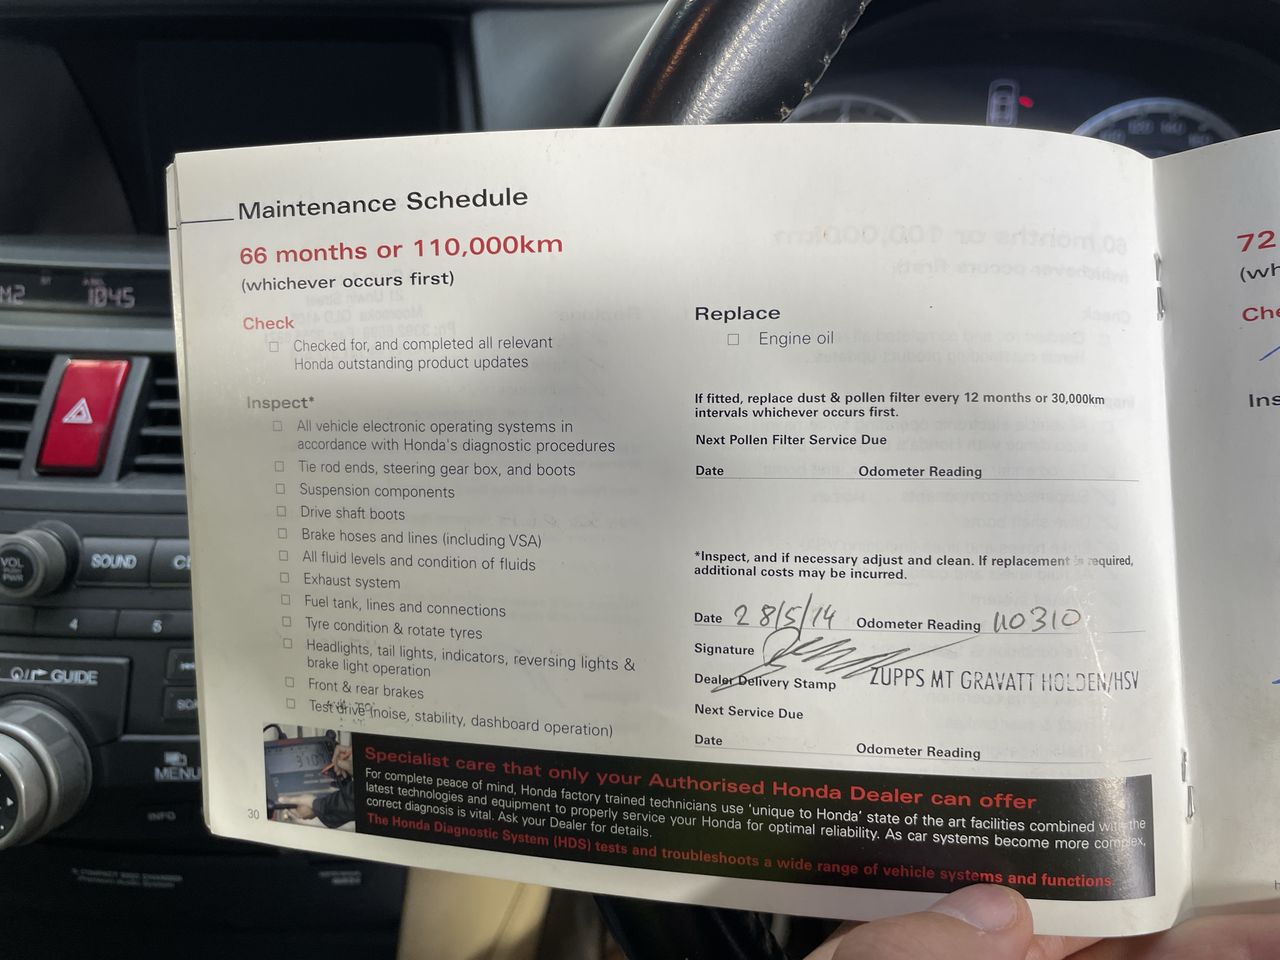 Maintenance Schedule
66 months or 110,000km
(whichever occurs first)
Check
Checked for, and completed all relevant
Honda outstanding product updates
Inspect*
All vehicle electronic operating systems in
accordance with Honda's diagnostic procedures
Tie rod ends, steering gear box, and boots
Suspension components
Drive shaft boots
Brake hoses and lines (including VSA)
All fluid levels and condition of fluids
Exhaust system
Fuel tank, lines and connections
Tyre condition & rotate tyres
Headlights, tail lights, indicators, reversing lights &
brake light operation
Front & rear brakes
Test drive (noise, stability, dashboard operation)
Replace
Engine oil
If fitted, replace dust & pollen filter every 12 months or 30,000km
intervals whichever occurs first.
Next Pollen Filter Service Due
Date Odometer Reading
*Inspect, and if necessary adjust and clean. If replacement is required,
additional costs may be incurred.
Date 28/5/14 Odometer Reading 110310
Signature
Dealer Delivery Stamp ZUPPS MT GRAVATT HOLDEN/HSV
Next Service Due
Date Odometer Reading
Specialist care that only your Authorised Honda Dealer can offer
For complete peace of mind, Honda factory trained technicians use 'unique to Honda' state of the art facilities combined with the
latest technologies and equipment to properly service your Honda for optimal reliability. As car systems become more complex,
correct diagnosis is vital. Ask your Dealer for details.
The Honda Diagnostic System (HDS) tests and troubleshoots a wide range of vehicle systems and functions.
30
72
(wh
Che
Ins
1045
VOL
PWR
SOUND
4
5
GUIDE
MENU
INFO